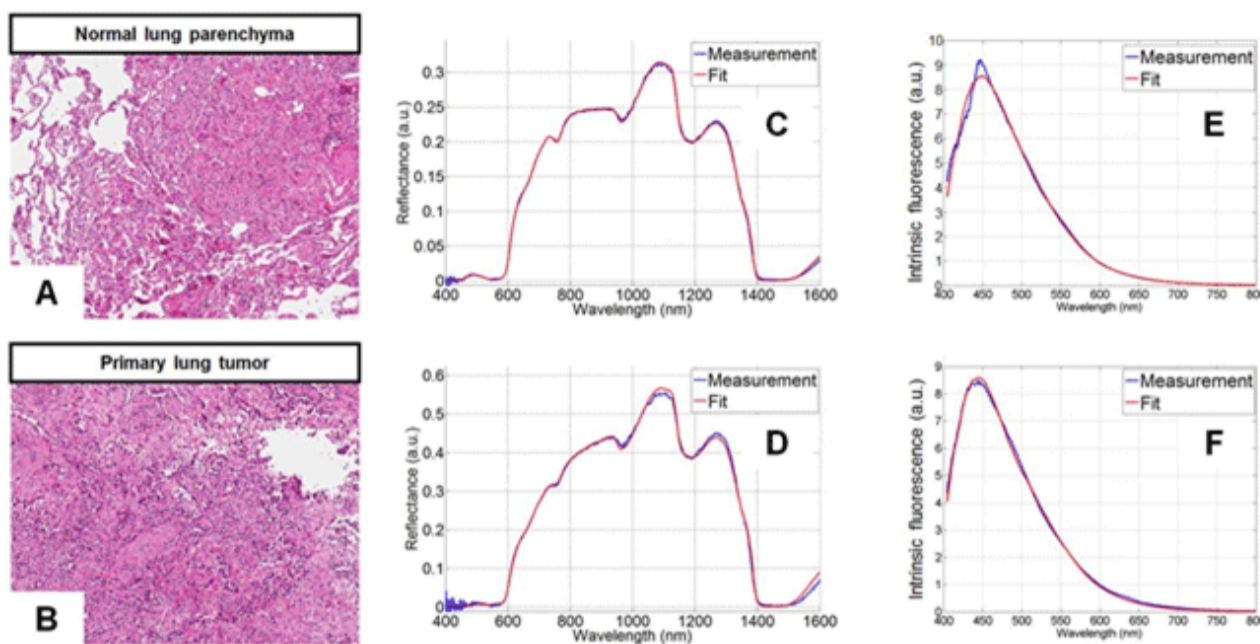 Normal lung parenchyma
A
Primary lung tumor
B
Reflectance (a.u.)
0.3
0.25
0.2
0.15
0.1
0.05
0
400 600 800 1000 1200 1400 1600
Wavelength (nm)
Measurement
Fit
C
Reflectance (a.u.)
0.6
0.5
0.4
0.3
0.2
0.1
0
400 600 800 1000 1200 1400 1600
Wavelength (nm)
Measurement
Fit
D
Intrinsic fluorescence (a.u.)
10
9
8
7
6
5
4
3
2
1
0
400 450 500 550 600 650 700 750 800
Wavelength (nm)
Measurement
Fit
E
Intrinsic fluorescence (a.u.)
9
8
7
6
5
4
3
2
1
0
400 450 500 550 600 650 700 750 800
Wavelength (nm)
Measurement
Fit
F